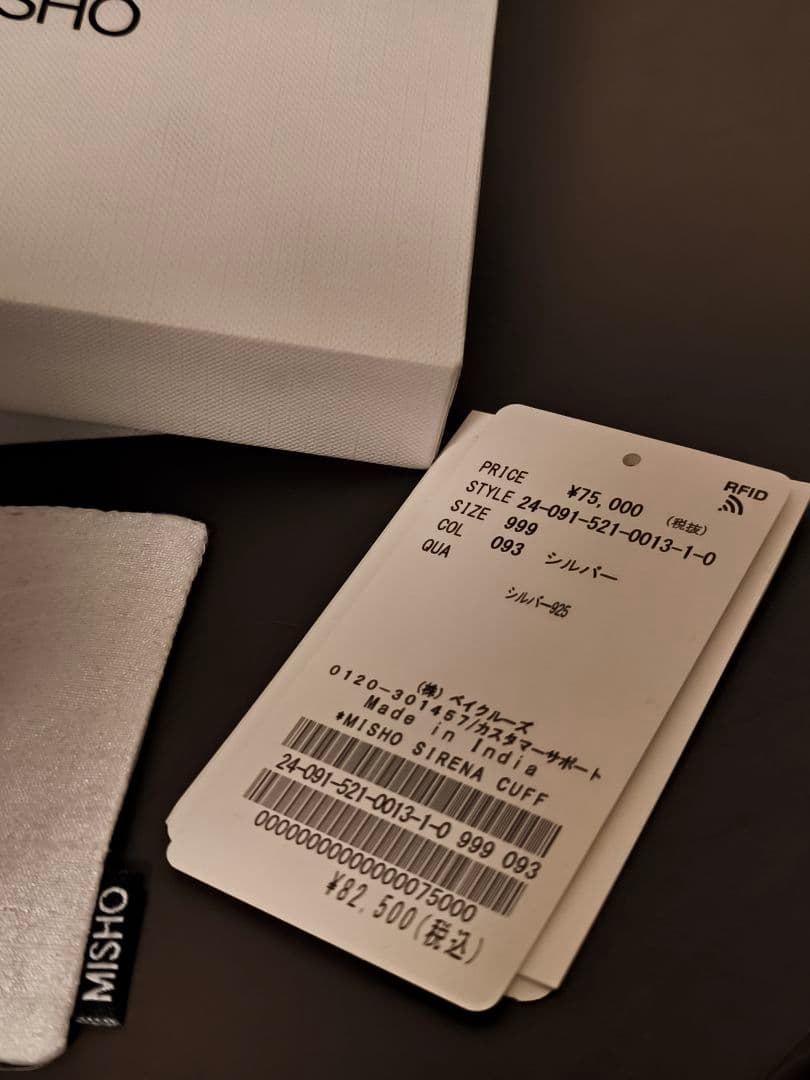 SHO
PRICE ¥75,000 (税抜)
RFID
STYLE 24-091-521-0013-1-0
SIZE 999
COL 093 シルバー
QUA
シルバー925
(株) ベイクルーズ
0120-301457/カスタマーサポート
Made in India
*MISHO SIRENA CUFF
24-091-521-0013-1-0 999 093
0000000000000075000
¥82,500(税込)
MISHO